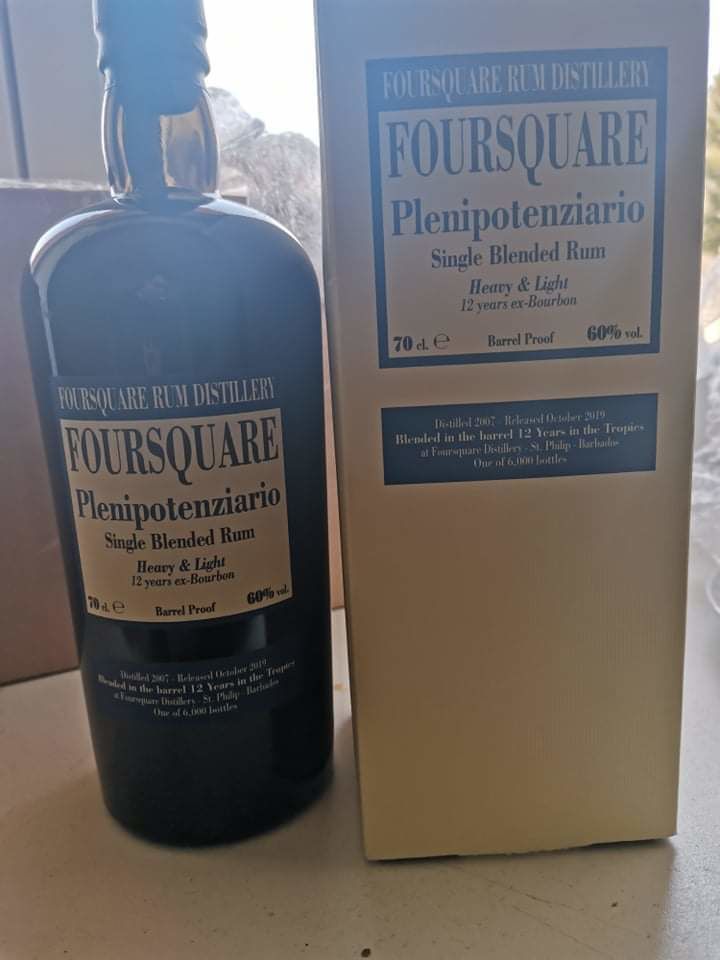 FOURSQUARE RUM DISTILLERY
FOURSQUARE
Plenipotenziario
Single Blended Rum
Heavy & Light
12 years ex-Bourbon
70 cl. ℮ Barrel Proof 60% vol.
Distilled 2007 - Released October 2019
Blended in the barrel 12 Years in the Tropics
at Foursquare Distillery - St. Philip - Barbados
One of 6,000 bottles
FOURSQUARE RUM DISTILLERY
FOURSQUARE
Plenipotenziario
Single Blended Rum
Heavy & Light
12 years ex-Bourbon
70 cl. ℮ Barrel Proof 60% vol.
Distilled 2007 - Released October 2019
Blended in the barrel 12 Years in the Tropics
at Foursquare Distillery - St. Philip - Barbados
One of 6,000 bottles